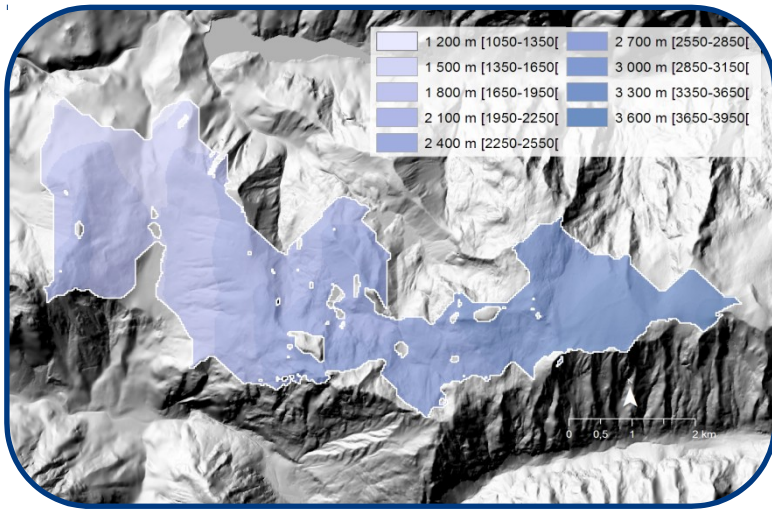 1 200 m [1050-1350[
1 500 m [1350-1650[
1 800 m [1650-1950[
2 100 m [1950-2250[
2 400 m [2250-2550[
2 700 m [2550-2850[
3 000 m [2850-3150[
3 300 m [3350-3650[
3 600 m [3650-3950[
0 0,5 1 2 km